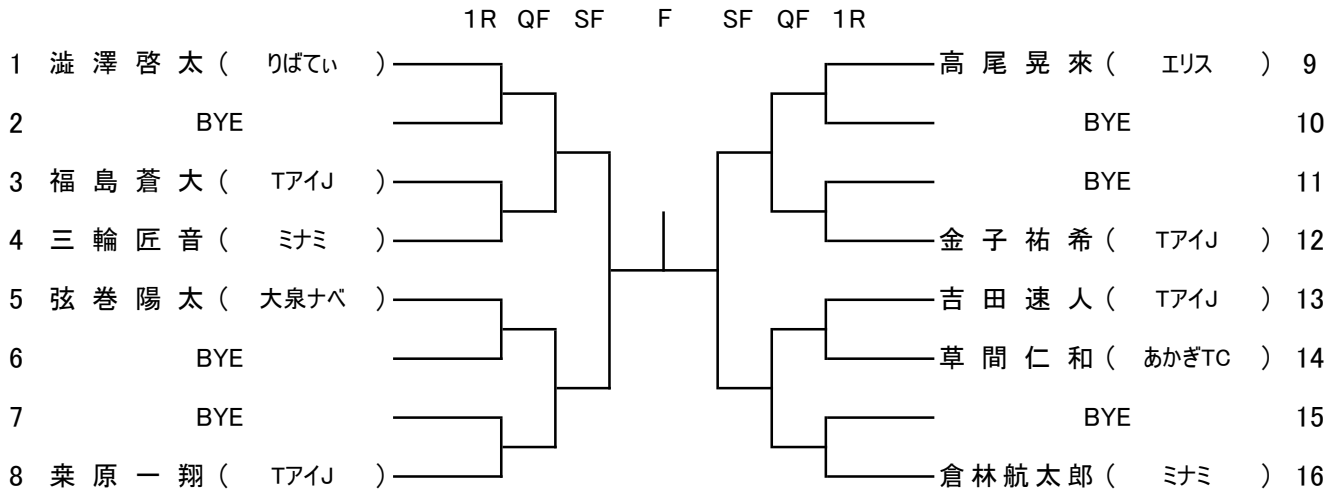 1R QF SF F SF QF 1R
1 澁澤啓太 ( りばてぃ ) 高尾晃來 ( エリス ) 9
2 BYE BYE 10
3 福島蒼大 ( TアイJ ) BYE 11
4 三輪匠音 ( ミナミ ) 金子祐希 ( TアイJ ) 12
5 弦巻陽太 ( 大泉ナベ ) 吉田速人 ( TアイJ ) 13
6 BYE 草間仁和 ( あかぎTC ) 14
7 BYE BYE 15
8 桒原一翔 ( TアイJ ) 倉林航太郎 ( ミナミ ) 16